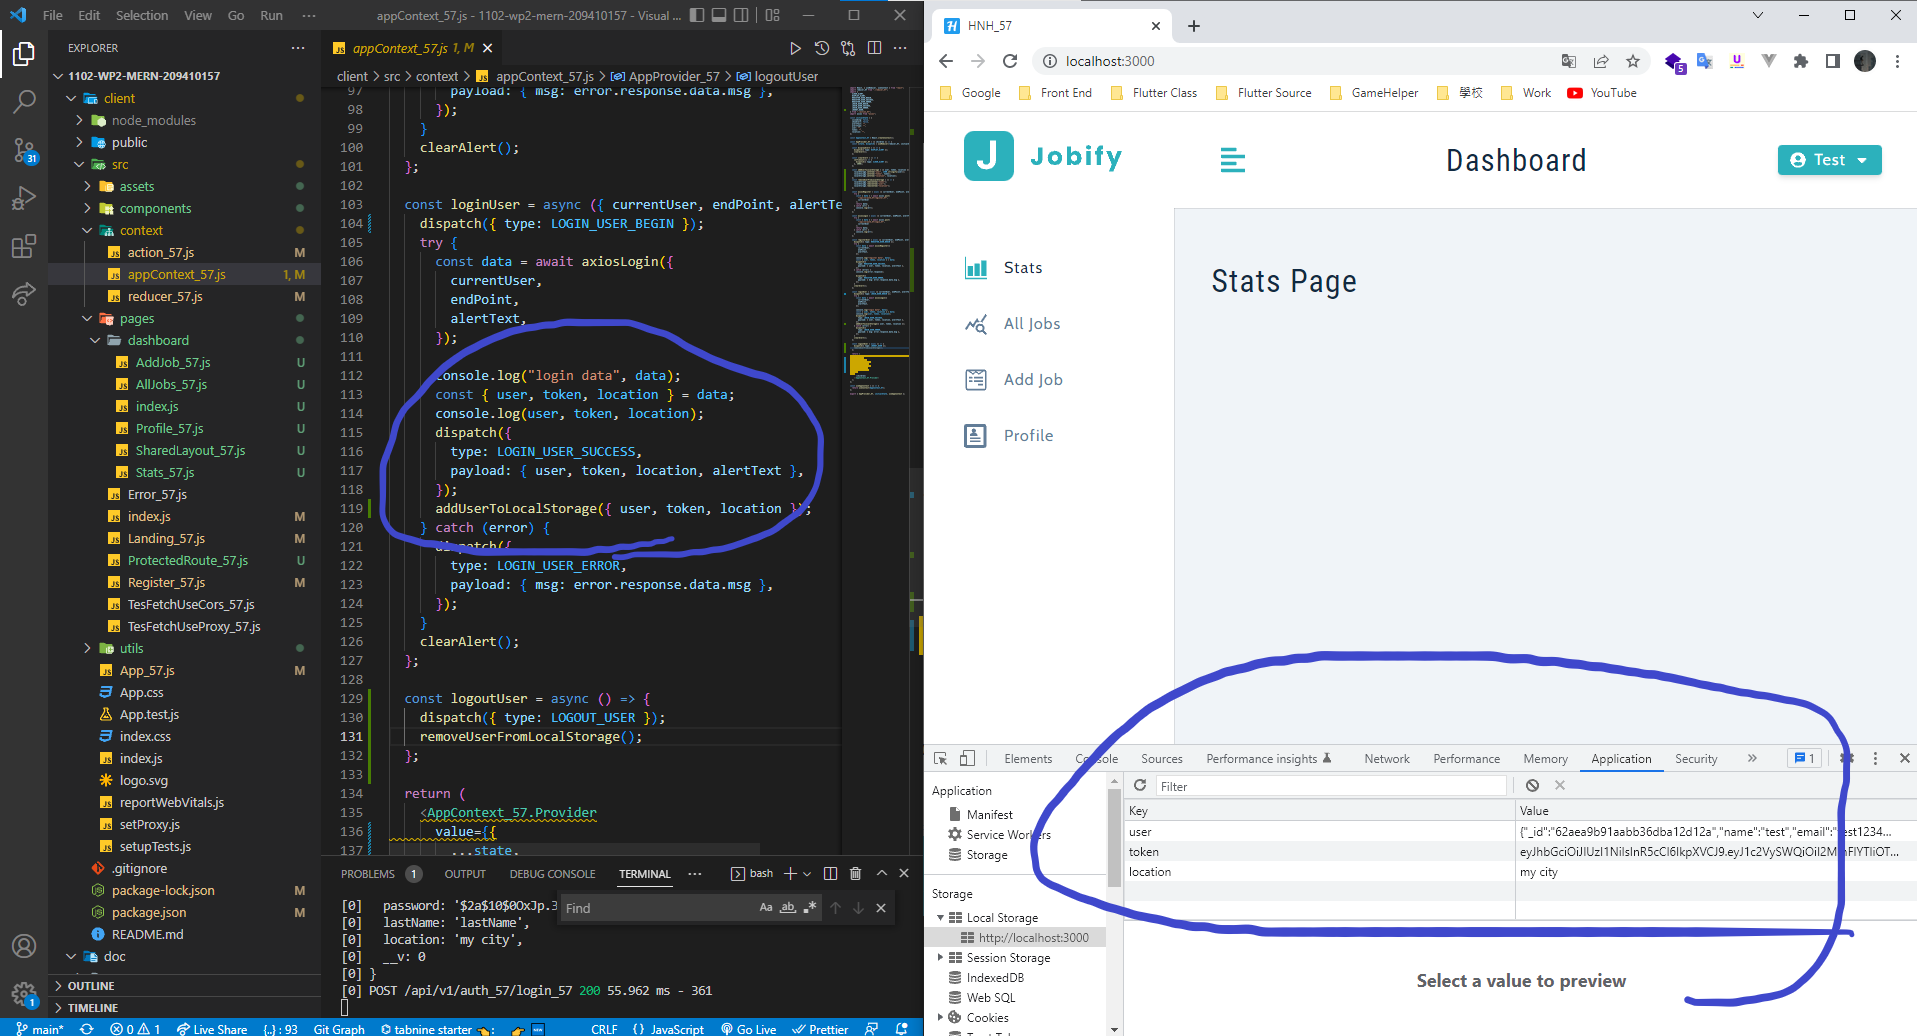 File Edit Selection View Go Run ··· appContext_57.js - 1102-wp2-mern-209410157 - Visual ...
EXPLORER
1102-WP2-MERN-209410157
client
node_modules
public
src
assets
components
context
action_57.js M
appContext_57.js 1, M
reducer_57.js M
pages
dashboard
AddJob_57.js U
AllJobs_57.js U
index.js U
Profile_57.js U
SharedLayout_57.js U
Stats_57.js U
Error_57.js
index.js M
Landing_57.js M
ProtectedRoute_57.js U
Register_57.js M
TesFetchUseCors_57.js
TesFetchUseProxy_57.js
utils
App_57.js M
App.css
App.test.js
index.css
index.js
logo.svg
reportWebVitals.js
setProxy.js
setupTests.js
.gitignore
package-lock.json
package.json M
README.md
doc
OUTLINE
TIMELINE
31
1
appContext_57.js 1, M
client > src > context > appContext_57.js > AppProvider_57 > logoutUser
97 payload: { msg: error.response.data.msg },
98 });
99 }
100 clearAlert();
101 };
102
103 const loginUser = async ({ currentUser, endPoint, alertTe
104 dispatch({ type: LOGIN_USER_BEGIN });
105 try {
106 const data = await axiosLogin({
107 currentUser,
108 endPoint,
109 alertText,
110 });
111
112 console.log("login data", data);
113 const { user, token, location } = data;
114 console.log(user, token, location);
115 dispatch({
116 type: LOGIN_USER_SUCCESS,
117 payload: { user, token, location, alertText },
118 });
119 addUserToLocalStorage({ user, token, location });
120 } catch (error) {
121 dispatch({
122 type: LOGIN_USER_ERROR,
123 payload: { msg: error.response.data.msg },
124 });
125 }
126 clearAlert();
127 };
128
129 const logoutUser = async () => {
130 dispatch({ type: LOGOUT_USER });
131 removeUserFromLocalStorage();
132 };
133
134 return (
135 <AppContext_57.Provider
136 value={{
137 ...state,
PROBLEMS 1 OUTPUT DEBUG CONSOLE TERMINAL ··· bash
Find Aa ab
[0] password: '$2a$10$0OxJp.3
[0] lastName: 'lastName',
[0] location: 'my city',
[0] __v: 0
[0] }
[0] POST /api/v1/auth_57/login_57 200 55.962 ms - 361
main* 0 1 Live Share {..} : 93 Git Graph tabnine starter CRLF {} JavaScript Go Live Prettier
HNH_57
localhost:3000
5
Google Front End Flutter Class Flutter Source GameHelper 學校 Work YouTube
J Jobify Dashboard Test
Stats
All Jobs
Add Job
Profile
Stats Page
Elements Console Sources Performance insights Network Performance Memory Application Security » 1
Application
Manifest
Service Workers
Storage
Storage
Local Storage
http://localhost:3000
Session Storage
IndexedDB
Web SQL
Cookies
Filter
Key Value
user {"_id":"62aea9b91aabb36dba12d12a","name":"test","email":"test1234...
token
location my city
Select a value to preview